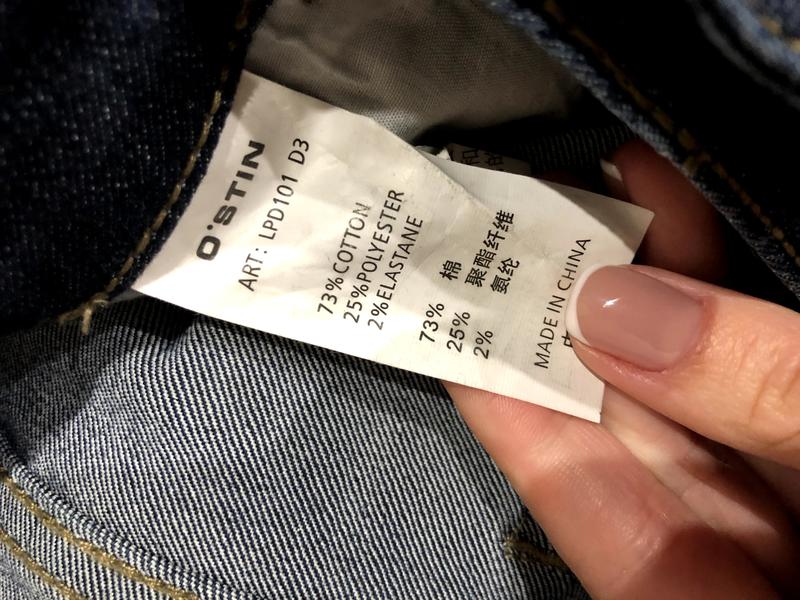 O'STIN
ART: LPD101 D3
73%COTTON
25%POLYESTER
2%ELASTANE
73% 棉
25% 聚酯纤维
2% 氨纶
MADE IN CHINA